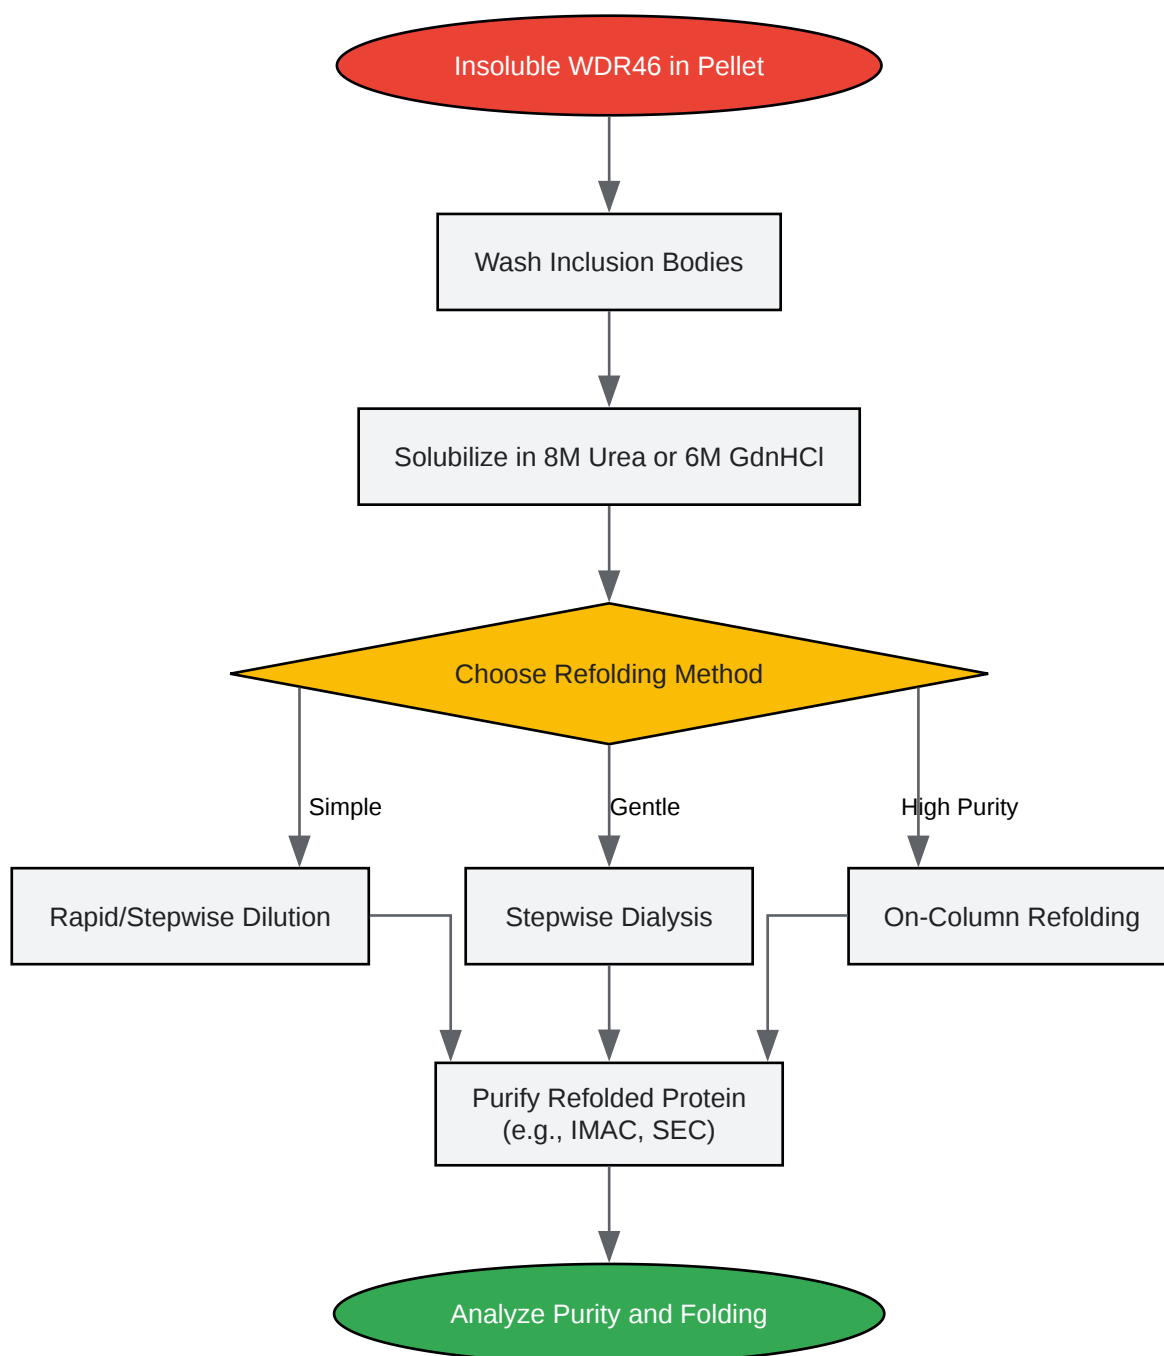 Insoluble WDR46 in Pellet
Wash Inclusion Bodies
Solubilize in 8M Urea or 6M GdnHCl
Choose Refolding Method
Simple
Gentle
High Purity
Rapid/Stepwise Dilution
Stepwise Dialysis
On-Column Refolding
Purify Refolded Protein
(e.g., IMAC, SEC)
Analyze Purity and Folding